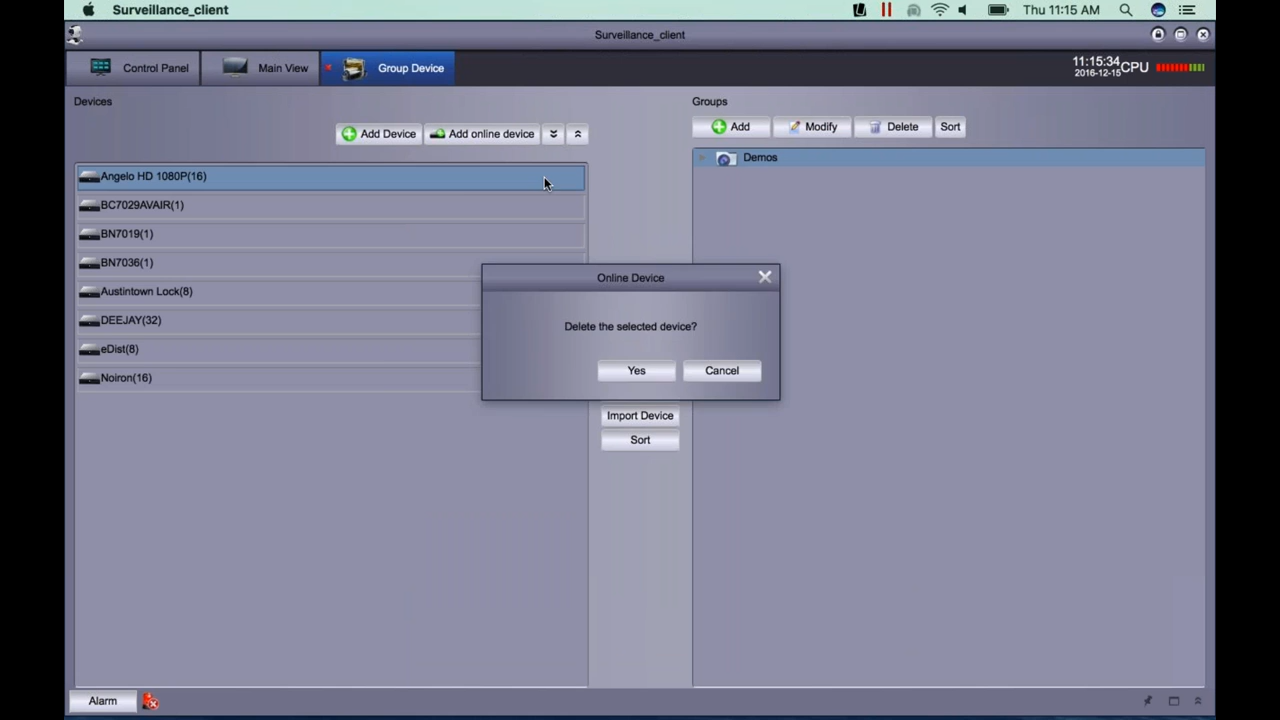 Surveillance_client
Thu 11:15 AM
Surveillance_client
Control Panel
Main View
Group Device
11:15:34
2016-12-15
CPU
Devices
Add Device
Add online device
Angelo HD 1080P(16)
BC7029AVAIR(1)
BN7019(1)
BN7036(1)
Austintown Lock(8)
DEEJAY(32)
eDist(8)
Noiron(16)
Online Device
Delete the selected device?
Yes
Cancel
Import Device
Sort
Groups
Add
Modify
Delete
Sort
Demos
Alarm